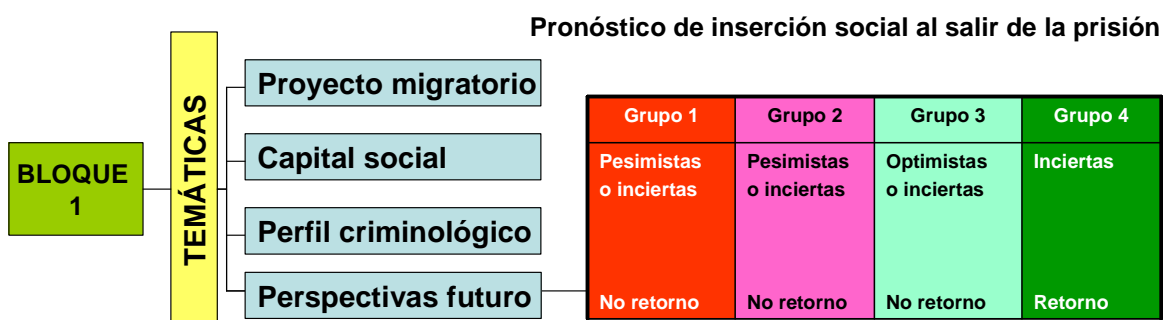 Pronóstico de inserción social al salir de la prisión
BLOQUE
1
TEMÁTICAS
Proyecto migratorio
Capital social
Perfil criminológico
Perspectivas futuro
Grupo 1
Grupo 2
Grupo 3
Grupo 4
Pesimistas
o inciertas
Pesimistas
o inciertas
Optimistas
o inciertas
Inciertas
No retorno
No retorno
No retorno
Retorno